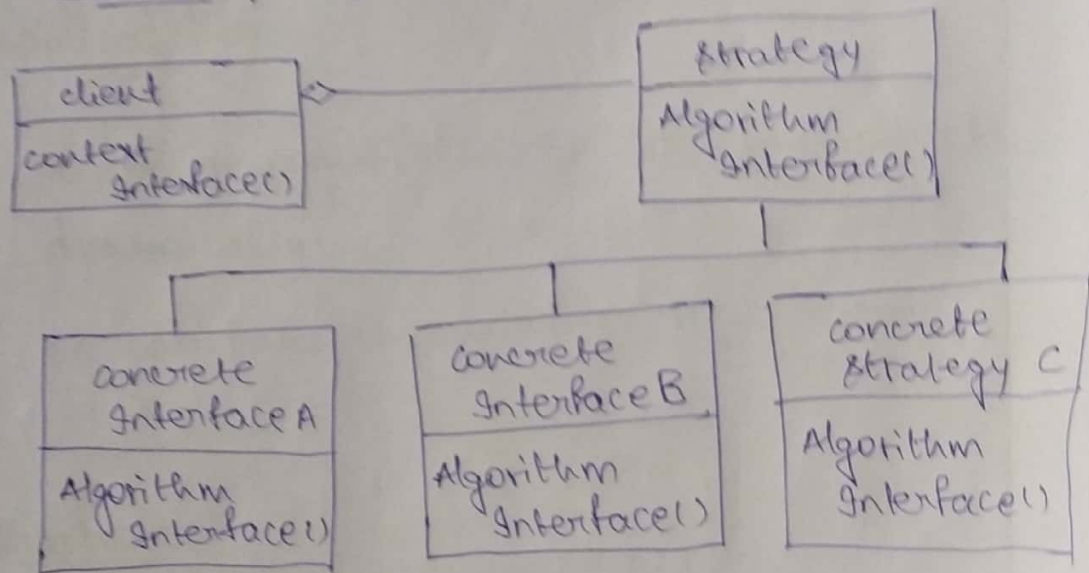 client
context
Interface()
strategy
Algorithm
Interface()
concrete
Interface A
Algorithm
Interface()
concrete
Interface B
Algorithm
Interface()
concrete
strategy C
Algorithm
Interface()